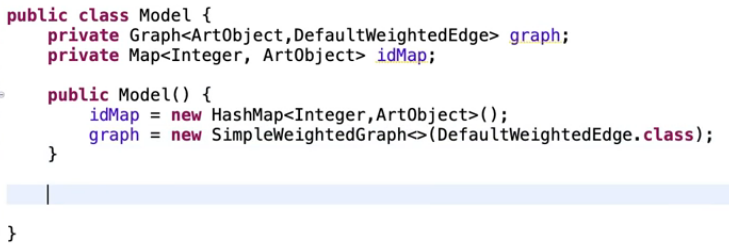 public class Model {
    private Graph<ArtObject,DefaultWeightedEdge> graph;
    private Map<Integer, ArtObject> idMap;
    public Model() {
        idMap = new HashMap<Integer,ArtObject>();
        graph = new SimpleWeightedGraph<>(DefaultWeightedEdge.class);
    }
}